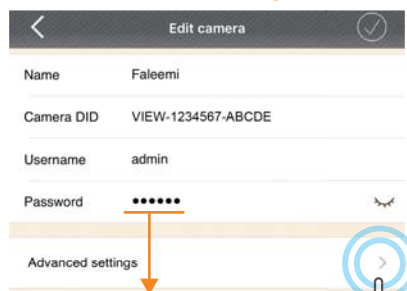 Edit camera
Name Faleemi
Camera DID VIEW-1234567-ABCDE
Username admin
Password ●●●●●●
Advanced settings